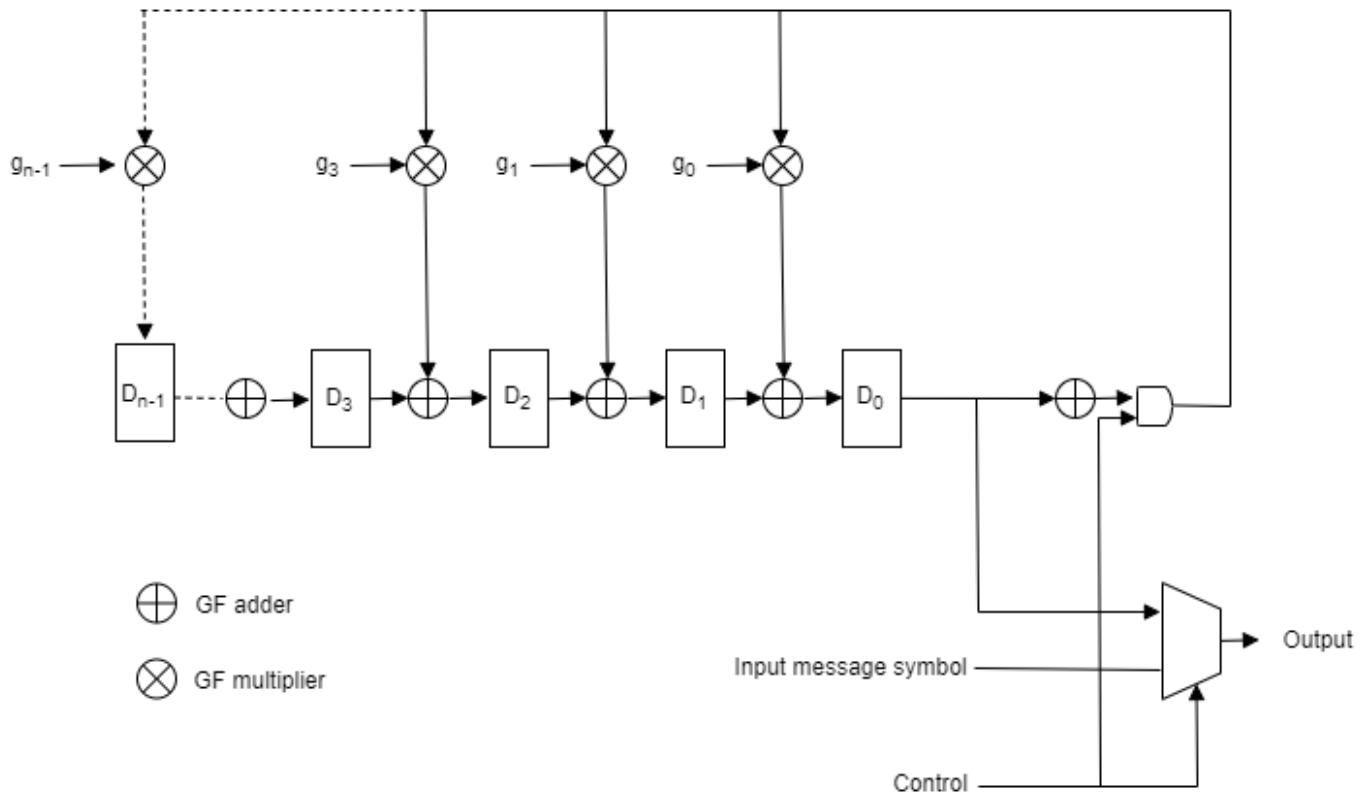 gn-1
g3
g1
g0
Dn-1
D3
D2
D1
D0
GF adder
GF multiplier
Output
Input message symbol
Control